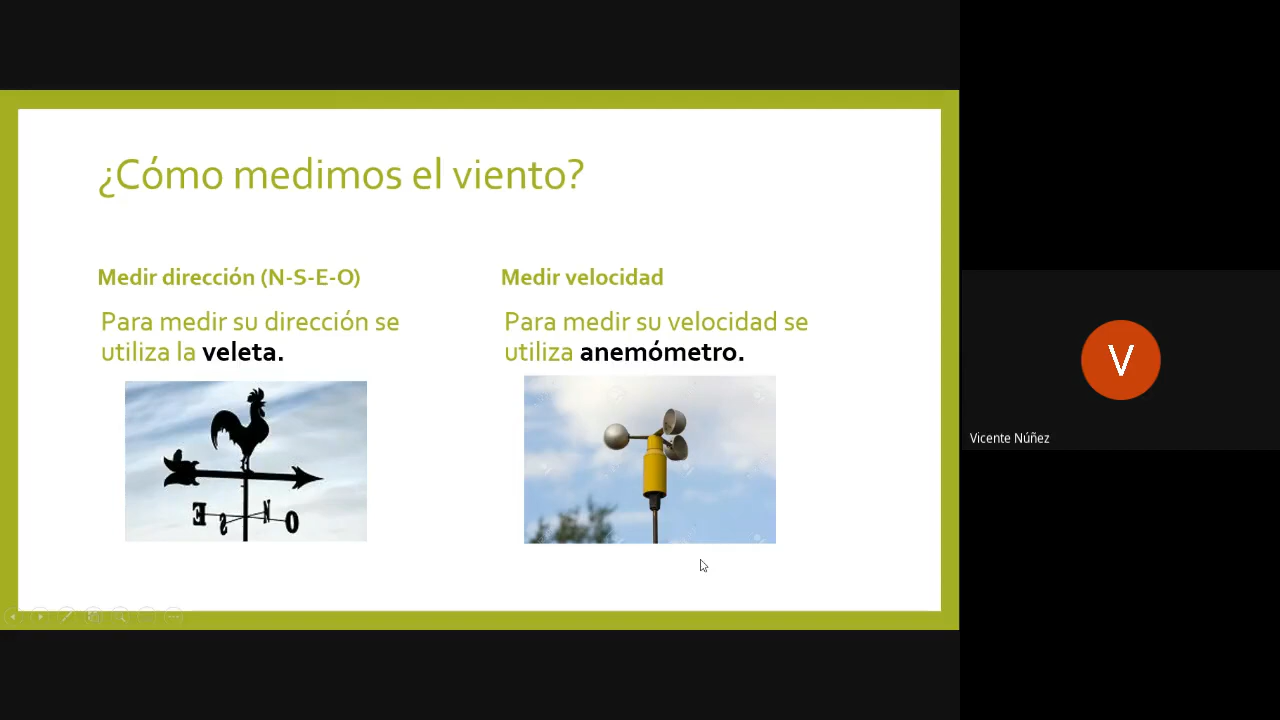 ¿Cómo medimos el viento?
Medir dirección (N-S-E-O)
Para medir su dirección se
utiliza la veleta.
E S N O
Medir velocidad
Para medir su velocidad se
utiliza anemómetro.
V
Vicente Núñez